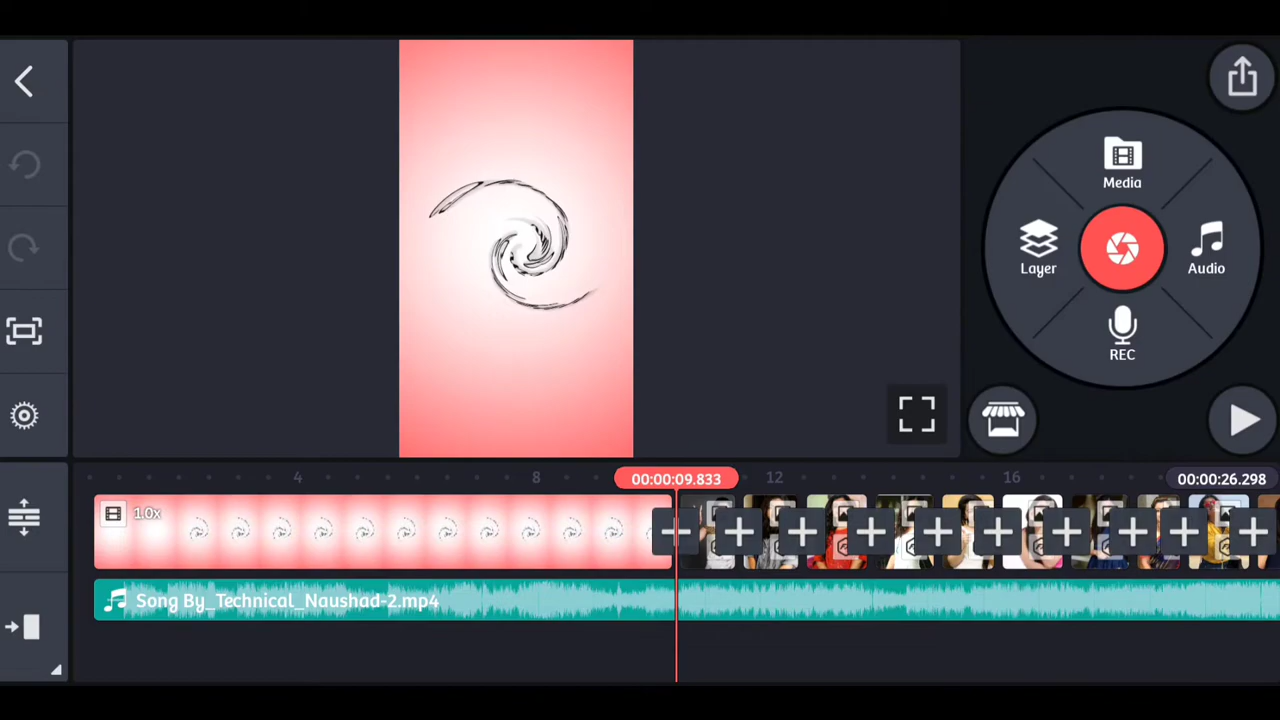 Media
Layer
Audio
REC
4
8
00:00:09.833
12
16
00:00:26.298
1.0x
Song By_Technical_Naushad-2.mp4